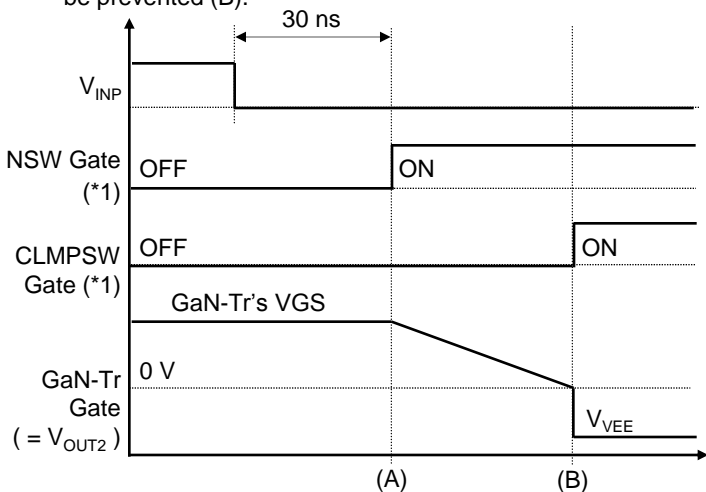 be prevented (B).
30 ns
V_INP
NSW Gate
(*1)
OFF
ON
CLMPSW
Gate (*1)
OFF
ON
GaN-Tr's VGS
GaN-Tr
Gate
( = V_OUT2 )
0 V
V_VEE
(A)
(B)